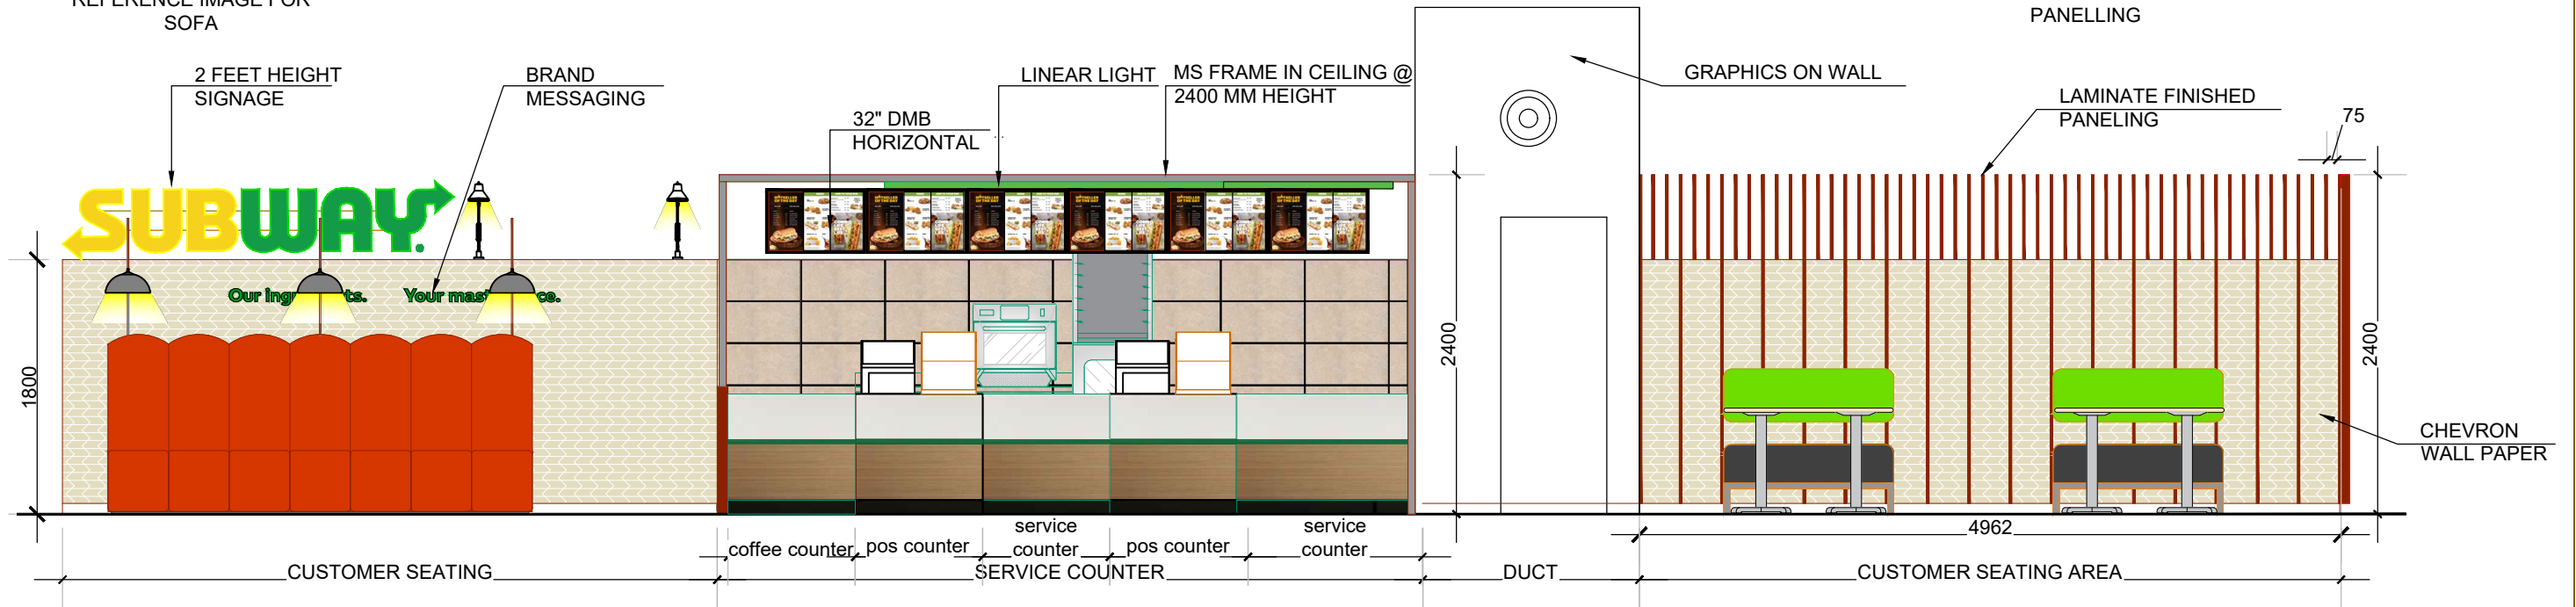 REFERENCE IMAGE FOR
SOFA
PANELLING
2 FEET HEIGHT
SIGNAGE
BRAND
MESSAGING
32" DMB
HORIZONTAL
LINEAR LIGHT
MS FRAME IN CEILING @
2400 MM HEIGHT
GRAPHICS ON WALL
LAMINATE FINISHED
PANELING
75
SUBWAY
Our ing ts.
Your mast ce.
1800
2400
2400
CHEVRON
WALL PAPER
coffee counter
pos counter
service
counter
pos counter
service
counter
4962
CUSTOMER SEATING
SERVICE COUNTER
DUCT
CUSTOMER SEATING AREA